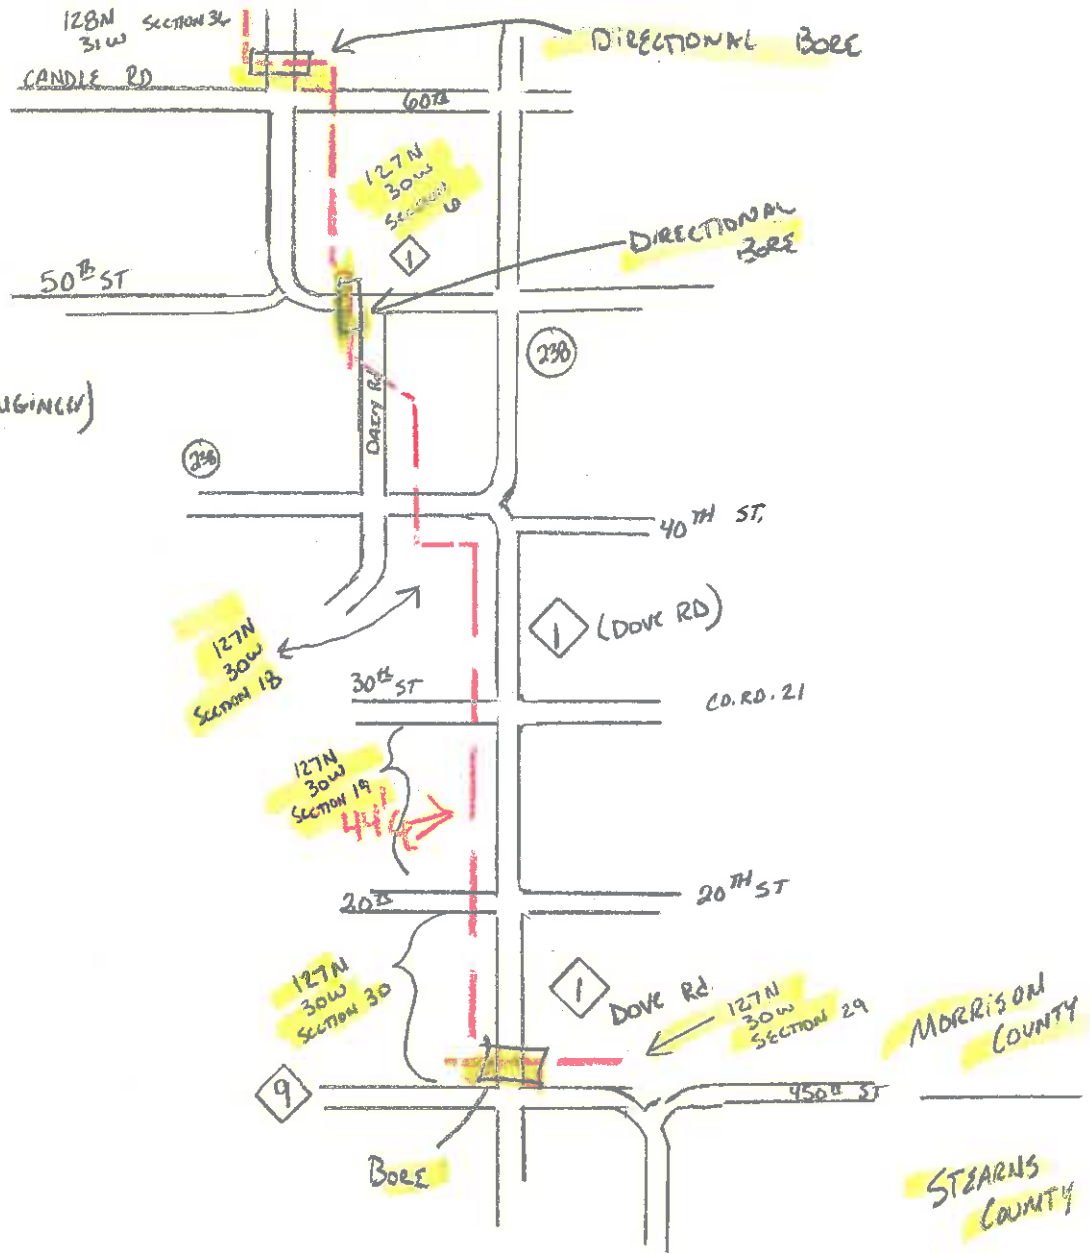 128N SECTION 36
31W
DIRECTIONAL BORE
CANDLE RD
60TH
127N
30W
SECTION
6
1
DIRECTIONAL
BORE
50TH ST
238
DAIRY Rd
238
40TH ST.
1 (DOVE RD)
127N
30W
SECTION 18
30th ST
CO. RD. 21
127N
30W
SECTION 19
44'
20TH
20TH ST
127N
30W
SECTION 30
1 DOVE Rd.
127N
30W
SECTION 29
MORRISON
COUNTY
9
450th ST
BORE
STEARNS
COUNTY